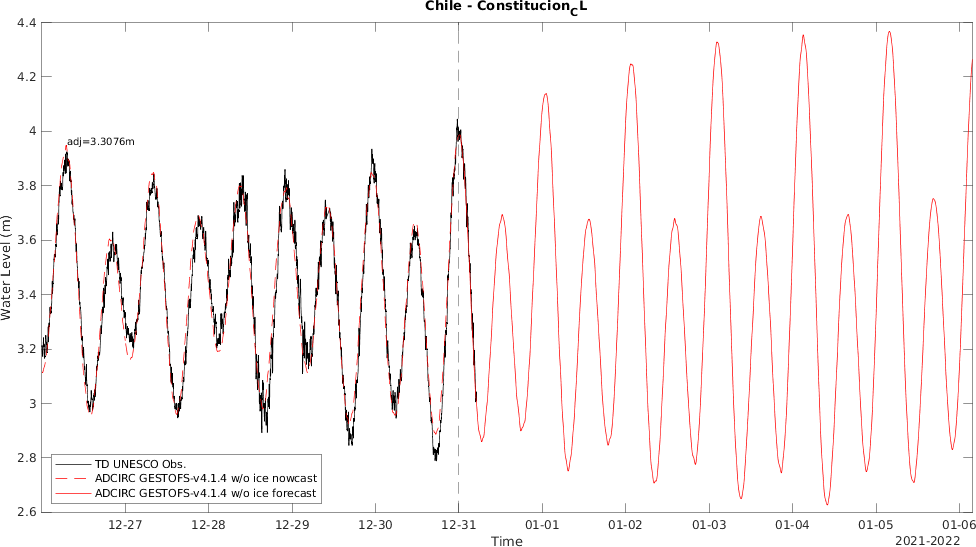 Chile - Constitucion_CL
4.4
4.2
4
3.8
3.6
3.4
3.2
3
2.8
2.6
Water Level (m)
adj=3.3076m
TD UNESCO Obs.
ADCIRC GESTOFS-v4.1.4 w/o ice nowcast
ADCIRC GESTOFS-v4.1.4 w/o ice forecast
12-27 12-28 12-29 12-30 12-31 01-01 01-02 01-03 01-04 01-05 01-06
Time
2021-2022